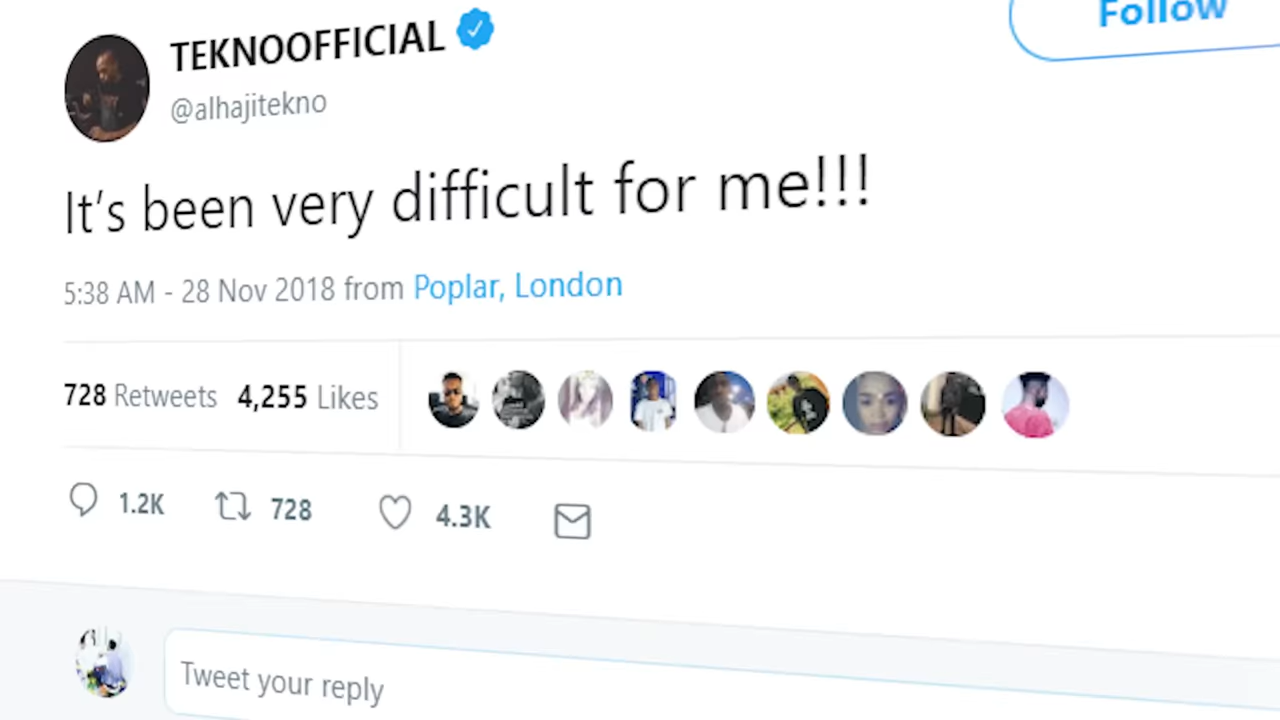 TEKNOOFFICIAL
Follow
@alhajitekno
It’s been very difficult for me!!!
5:38 AM - 28 Nov 2018 from Poplar, London
728 Retweets 4,255 Likes
1.2K 728 4.3K
Tweet your reply